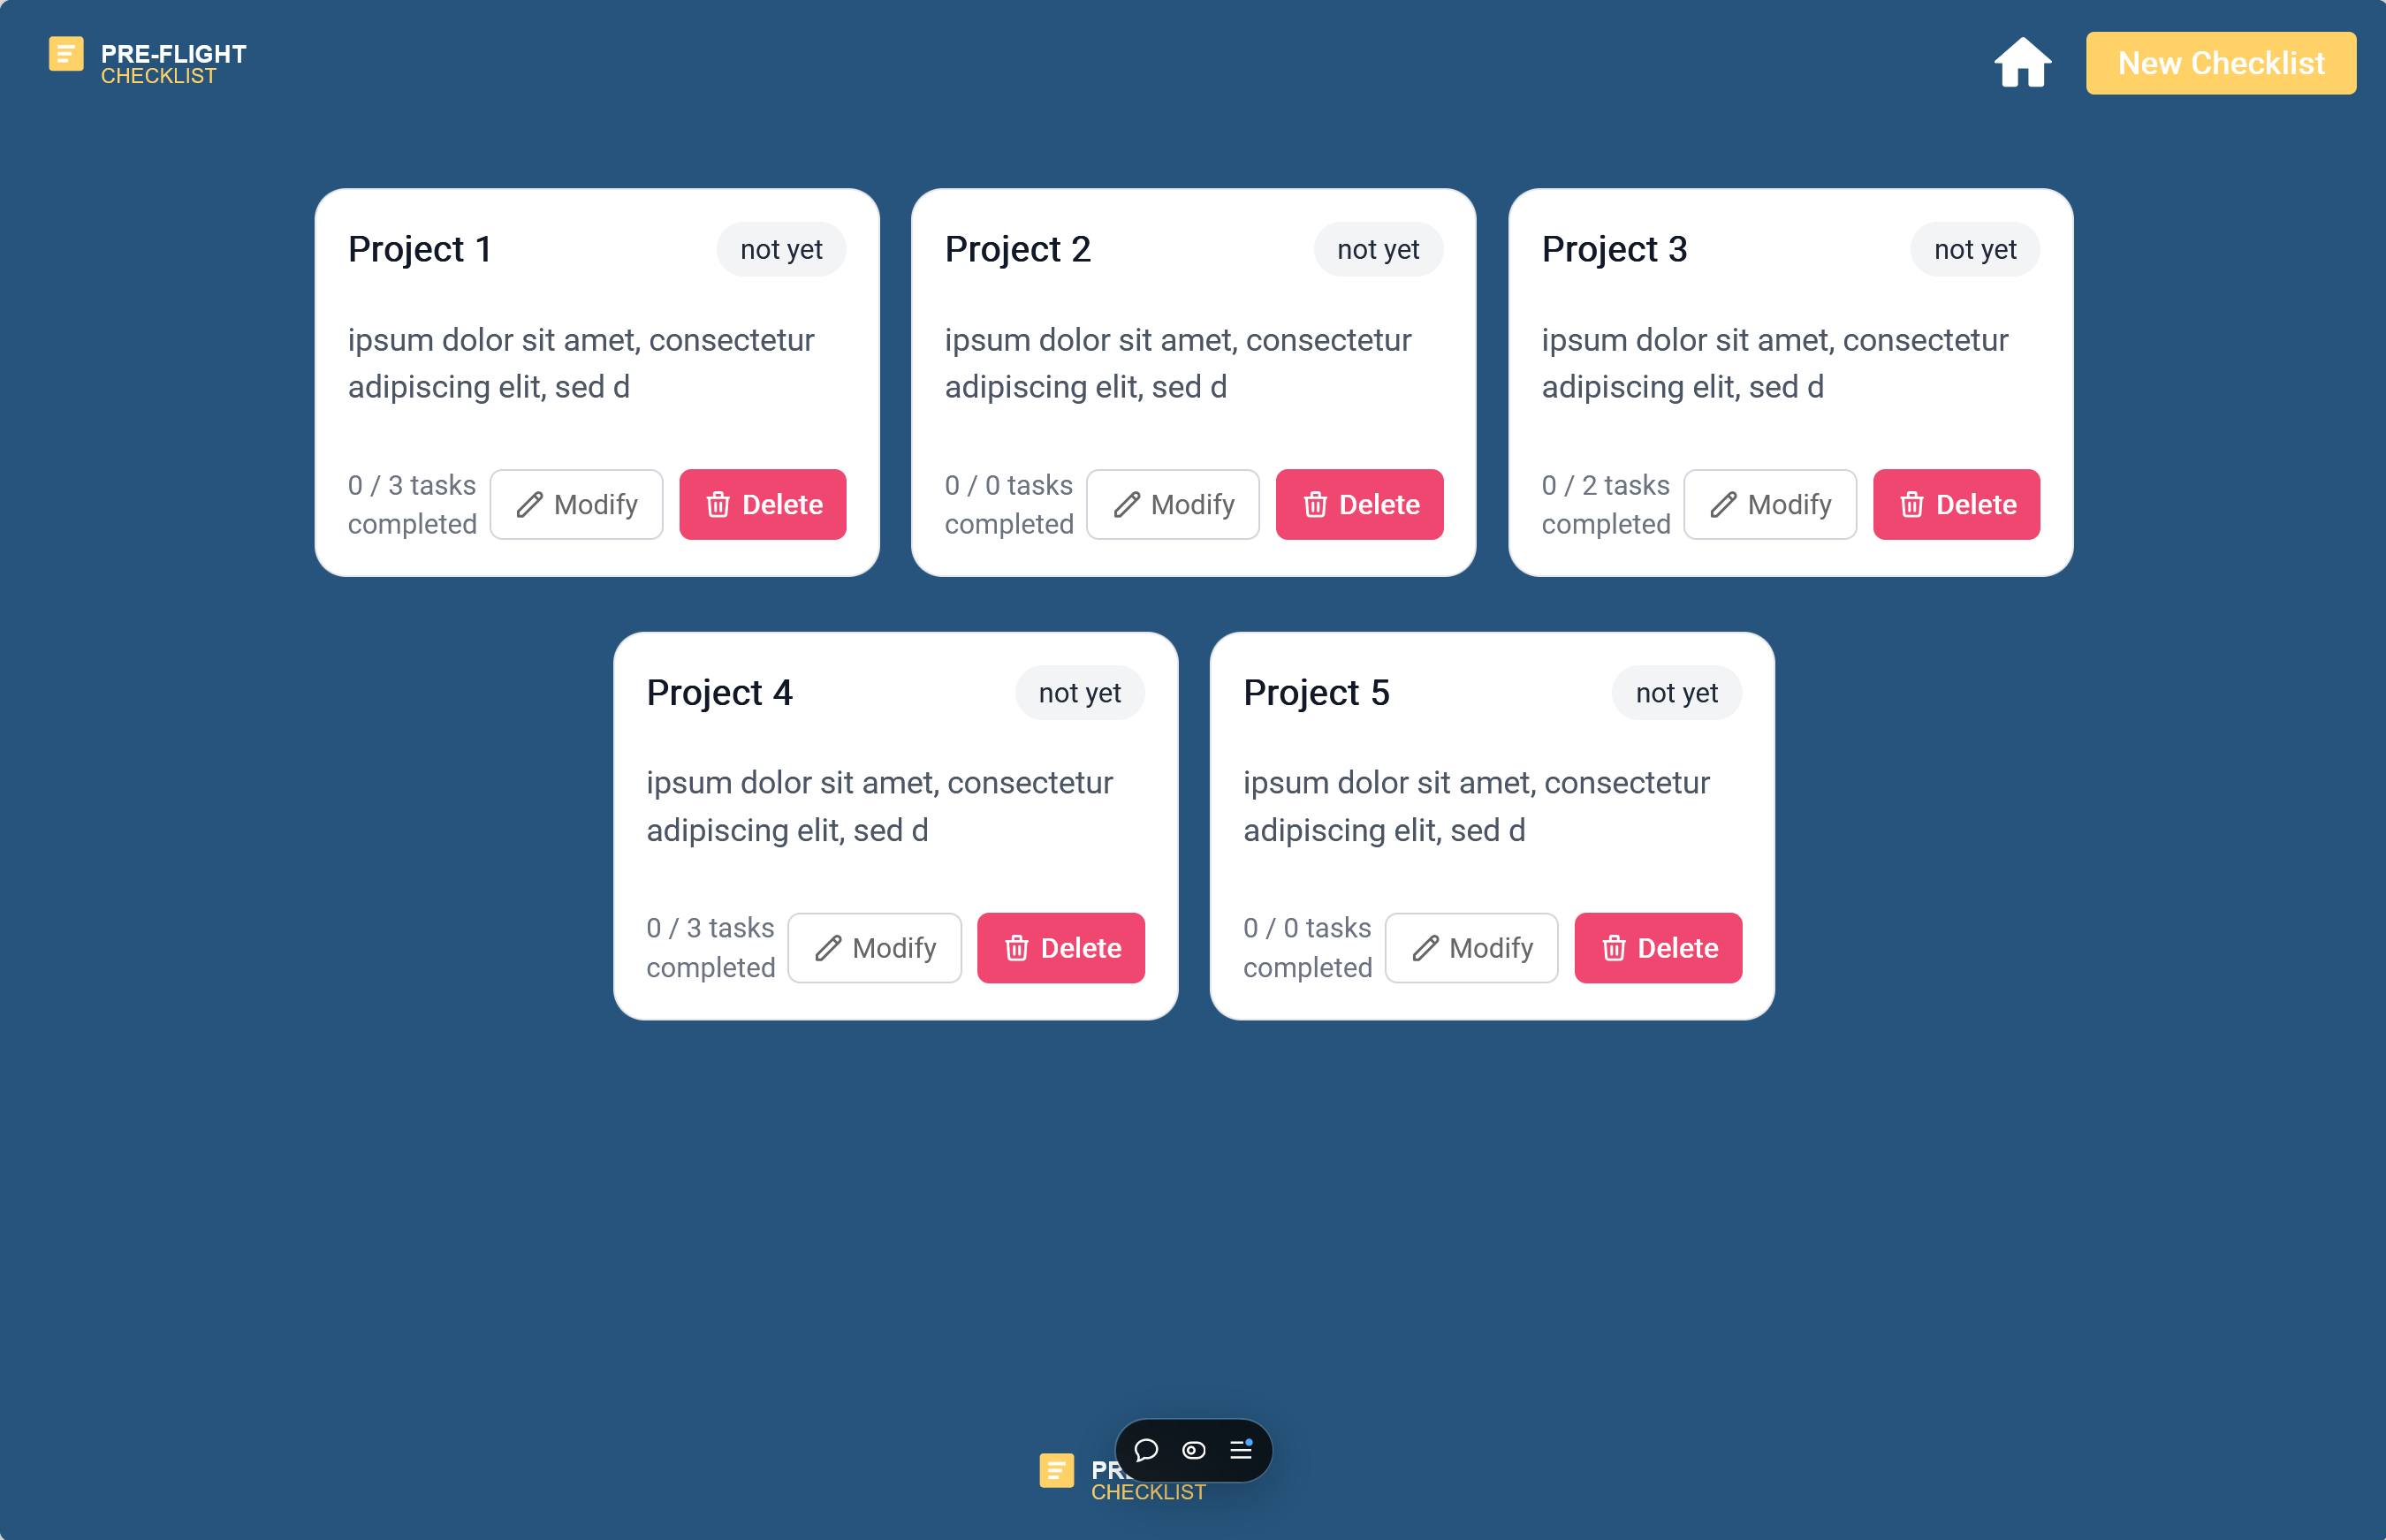 PRE-FLIGHT
CHECKLIST
New Checklist
Project 1
not yet
ipsum dolor sit amet, consectetur
adipiscing elit, sed d
0 / 3 tasks
completed
Modify
Delete
Project 2
not yet
ipsum dolor sit amet, consectetur
adipiscing elit, sed d
0 / 0 tasks
completed
Modify
Delete
Project 3
not yet
ipsum dolor sit amet, consectetur
adipiscing elit, sed d
0 / 2 tasks
completed
Modify
Delete
Project 4
not yet
ipsum dolor sit amet, consectetur
adipiscing elit, sed d
0 / 3 tasks
completed
Modify
Delete
Project 5
not yet
ipsum dolor sit amet, consectetur
adipiscing elit, sed d
0 / 0 tasks
completed
Modify
Delete
CHECKLIST